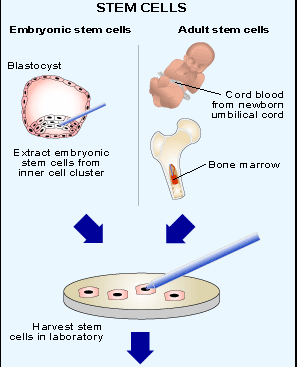 STEM CELLS
Embryonic stem cells
Adult stem cells
Blastocyst
Extract embryonic
stem cells from
inner cell cluster
Cord blood
from newborn
umbilical cord
Bone marrow
Harvest stem
cells in laboratory